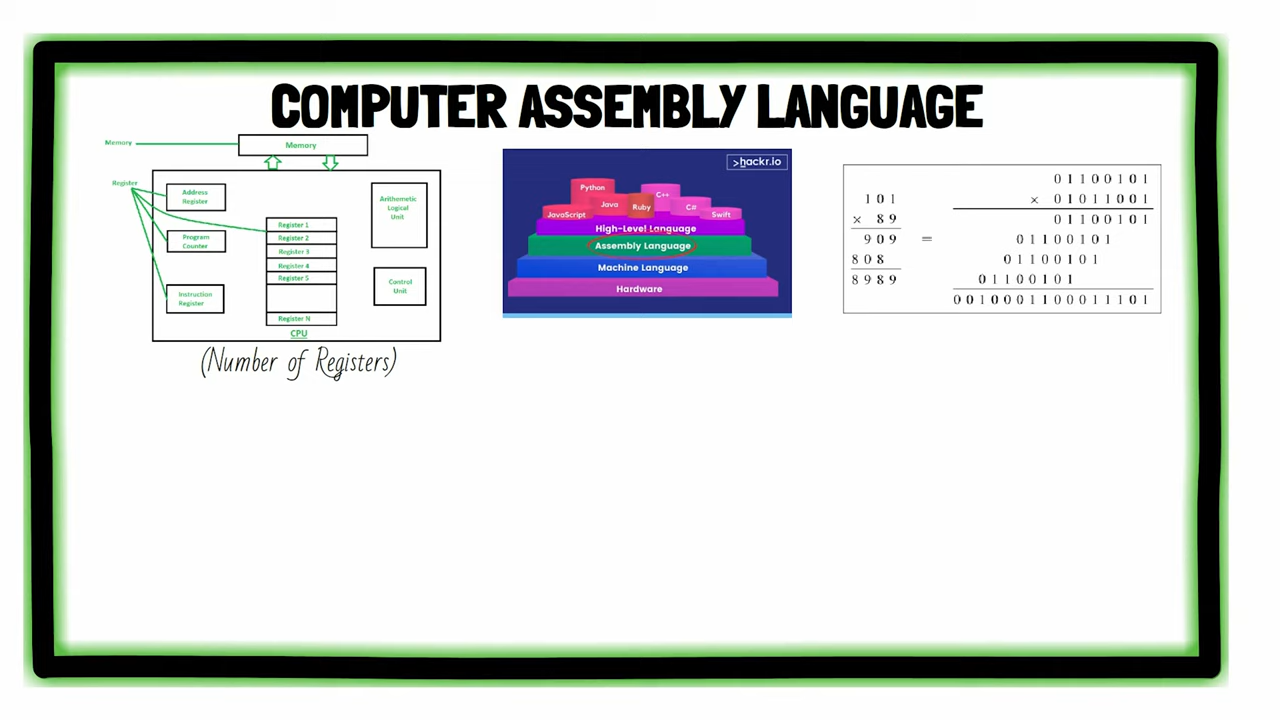 COMPUTER ASSEMBLY LANGUAGE
Memory
Memory
Register
Address
Register
Program
Counter
Instruction
Register
Register 1
Register 2
Register 3
Register 4
Register 5
Register N
Arithmetic
Logical
Unit
Control
Unit
CPU
(Number of Registers)
>hackr.io
Python
C++
Java
Ruby
C#
JavaScript
Swift
High-Level Language
Assembly Language
Machine Language
Hardware
101
× 89
909
808
8989
=
01100101
× 01011001
01100101
01100101
01100101
01100101
0010001100011101